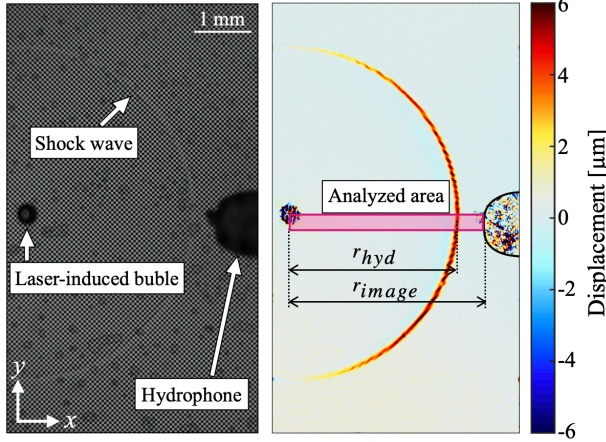 1 mm
Shock wave
Laser-induced buble
Hydrophone
y
x
Analyzed area
r_hyd
r_image
6
4
2
0
-2
-4
-6
Displacement [μm]